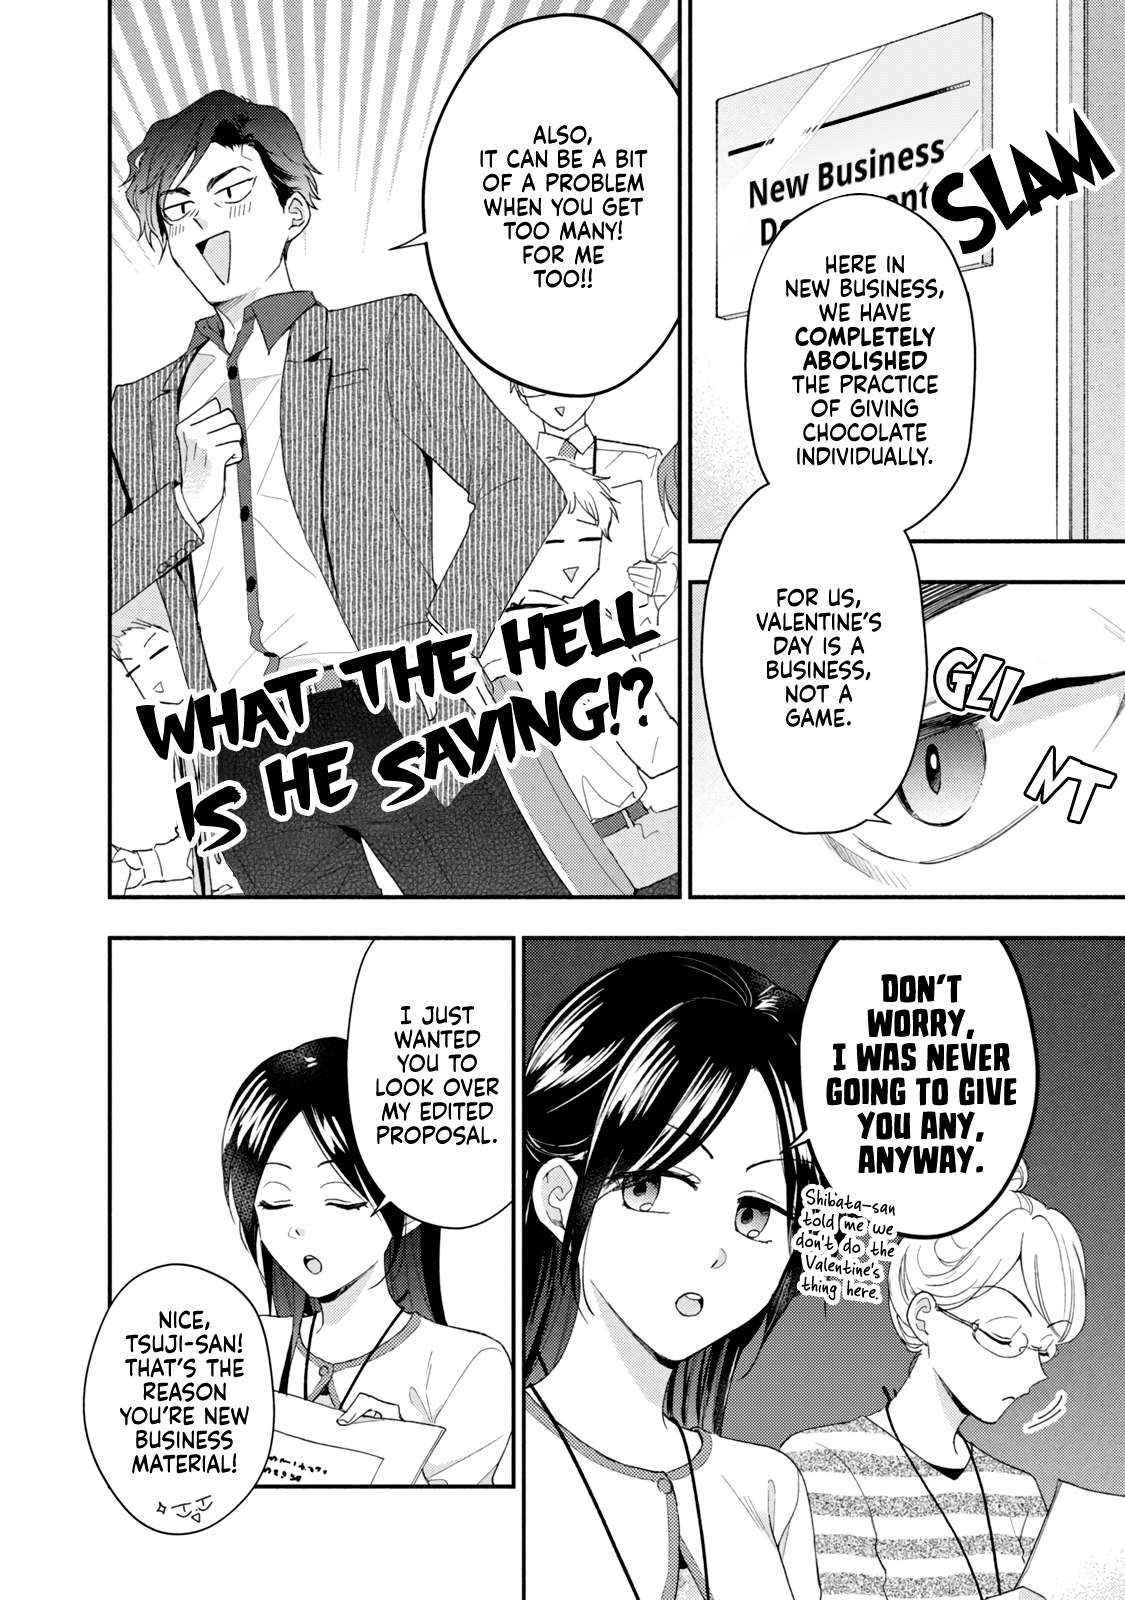 New Business
SLAM
HERE IN
NEW BUSINESS,
WE HAVE
COMPLETELY
ABOLISHED
THE PRACTICE
OF GIVING
CHOCOLATE
INDIVIDUALLY.
FOR US,
VALENTINE'S
DAY IS A
BUSINESS,
NOT A
GAME.
GLI
NT
ALSO,
IT CAN BE A BIT
OF A PROBLEM
WHEN YOU GET
TOO MANY!
FOR ME
TOO!!
WHAT THE HELL
IS HE SAYING!?
DON'T
WORRY,
I WAS NEVER
GOING TO GIVE
YOU ANY,
ANYWAY.
Shibata-san
told me we
don't do the
Valentine's
thing here.
I JUST
WANTED
YOU TO
LOOK OVER
MY EDITED
PROPOSAL.
NICE,
TSUJI-SAN!
THAT'S THE
REASON
YOU'RE NEW
BUSINESS
MATERIAL!